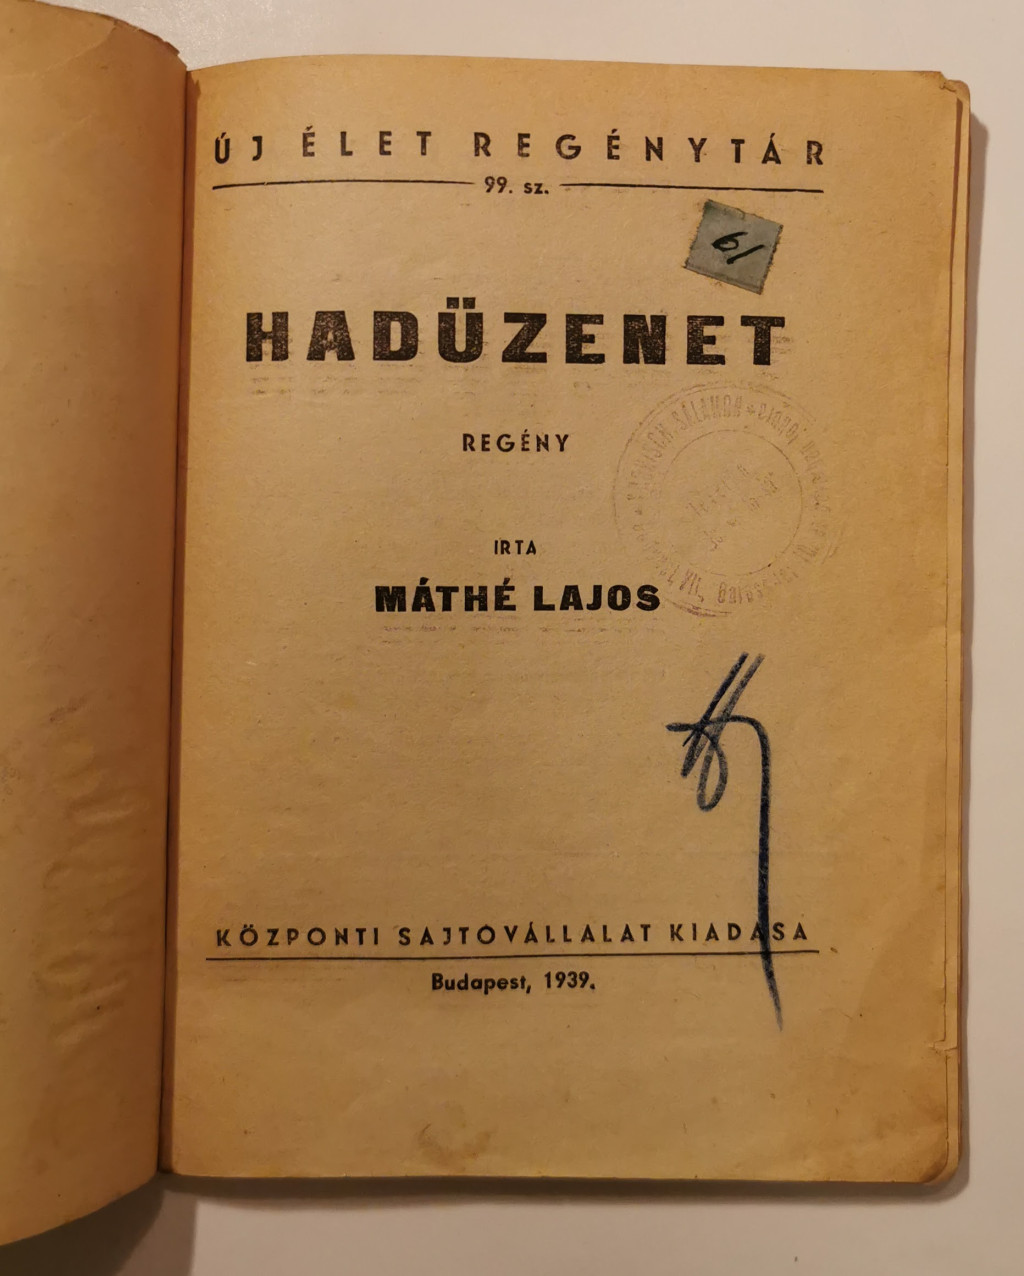 ÚJ ÉLET REGÉNYTÁR
99. sz.
61
HADÜZENET
REGÉNY
IRTA
MÁTHÉ LAJOS
KÖZPONTI SAJTÓVÁLLALAT KIADÁSA
Budapest, 1939.